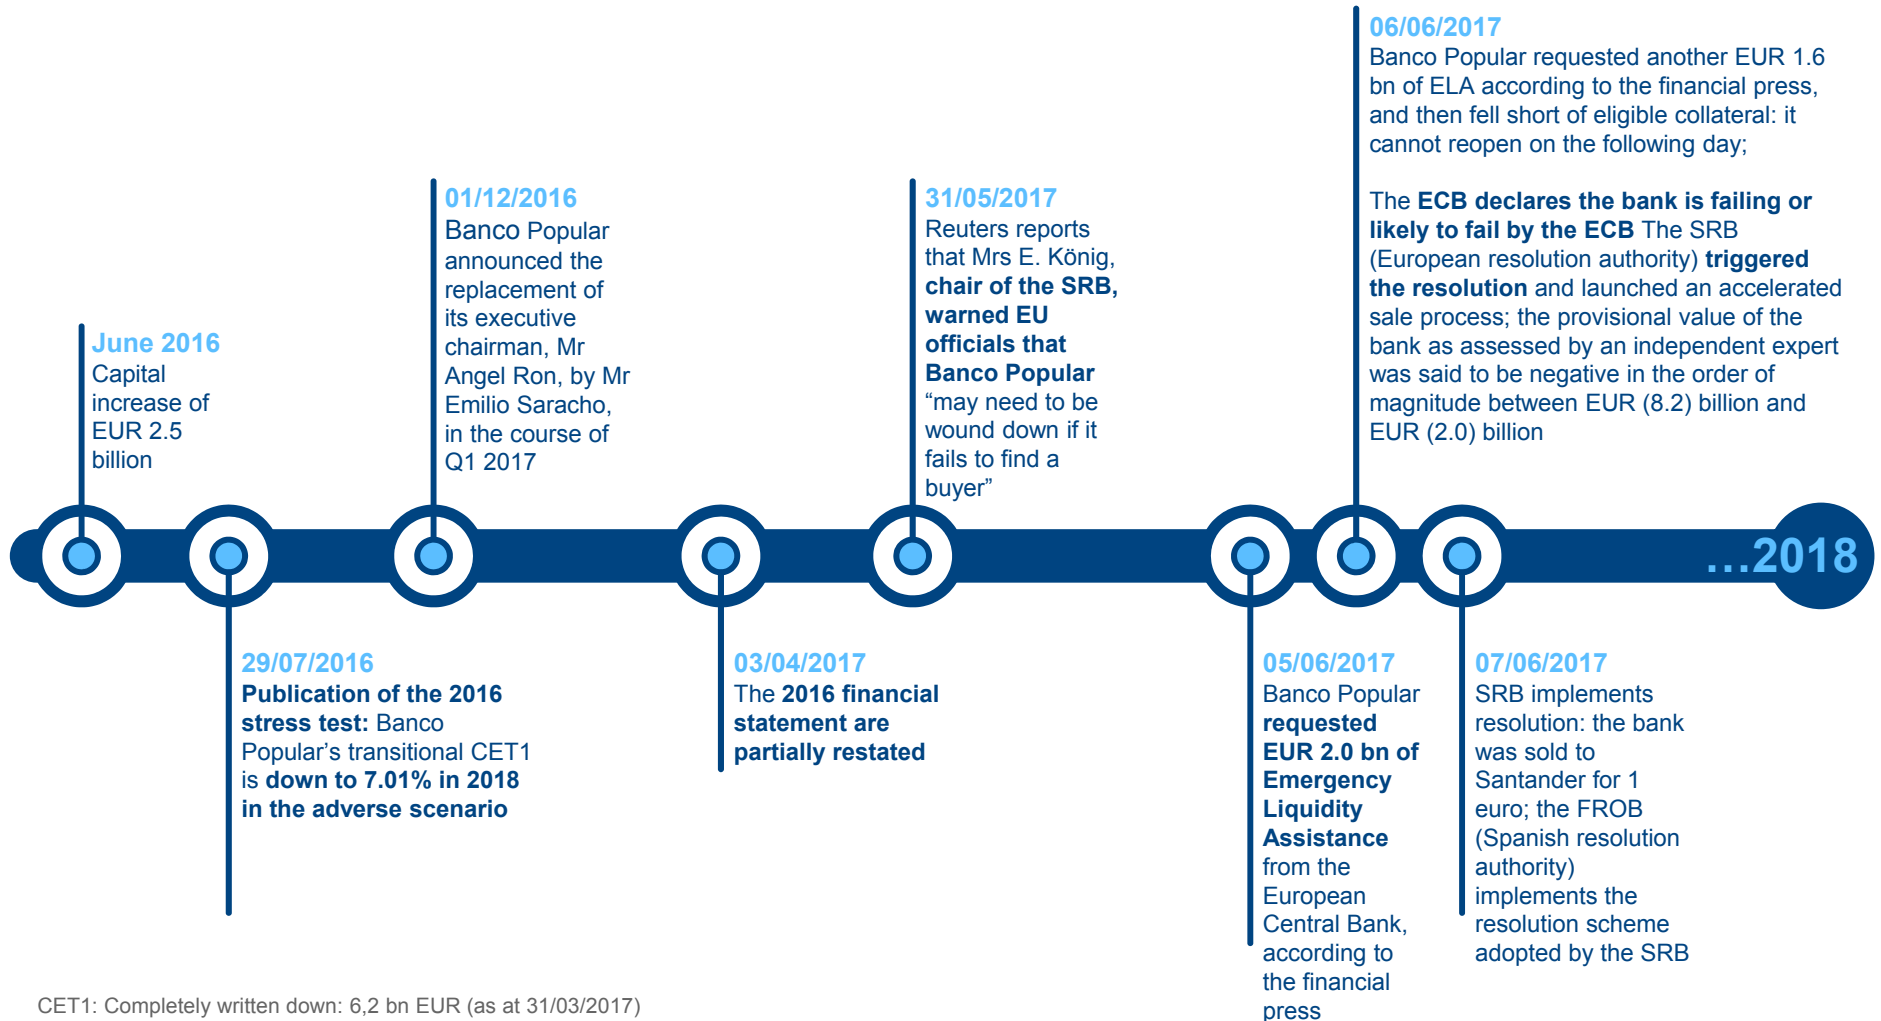 June 2016
Capital
increase of
EUR 2.5
billion
29/07/2016
Publication of the 2016
stress test: Banco
Popular’s transitional CET1
is down to 7.01% in 2018
in the adverse scenario
01/12/2016
Banco Popular
announced the
replacement of
its executive
chairman, Mr
Angel Ron, by Mr
Emilio Saracho,
in the course of
Q1 2017
03/04/2017
The 2016 financial
statement are
partially restated
31/05/2017
Reuters reports
that Mrs E. König,
chair of the SRB,
warned EU
officials that
Banco Popular
“may need to be
wound down if it
fails to find a
buyer”
05/06/2017
Banco Popular
requested
EUR 2.0 bn of
Emergency
Liquidity
Assistance
from the
European
Central Bank,
according to
the financial
press
06/06/2017
Banco Popular requested another EUR 1.6
bn of ELA according to the financial press,
and then fell short of eligible collateral: it
cannot reopen on the following day;
The ECB declares the bank is failing or
likely to fail by the ECB The SRB
(European resolution authority) triggered
the resolution and launched an accelerated
sale process; the provisional value of the
bank as assessed by an independent expert
was said to be negative in the order of
magnitude between EUR (8.2) billion and
EUR (2.0) billion
07/06/2017
SRB implements
resolution: the bank
was sold to
Santander for 1
euro; the FROB
(Spanish resolution
authority)
implements the
resolution scheme
adopted by the SRB
…2018
CET1: Completely written down: 6,2 bn EUR (as at 31/03/2017)